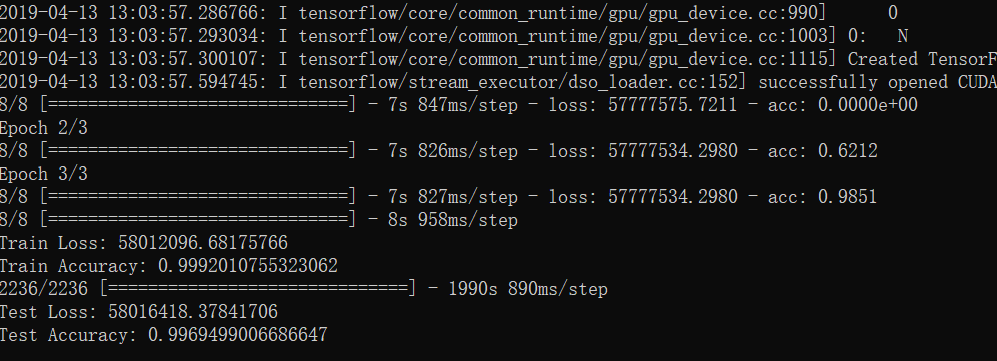 2019-04-13 13:03:57.286766: I tensorflow/core/common_runtime/gpu/gpu_device.cc:990]      0
2019-04-13 13:03:57.293034: I tensorflow/core/common_runtime/gpu/gpu_device.cc:1003] 0:   N
2019-04-13 13:03:57.300107: I tensorflow/core/common_runtime/gpu/gpu_device.cc:1115] Created TensorF
2019-04-13 13:03:57.594745: I tensorflow/stream_executor/dso_loader.cc:152] successfully opened CUDA
8/8 [==============================] - 7s 847ms/step - loss: 57777575.7211 - acc: 0.0000e+00
Epoch 2/3
8/8 [==============================] - 7s 826ms/step - loss: 57777534.2980 - acc: 0.6212
Epoch 3/3
8/8 [==============================] - 7s 827ms/step - loss: 57777534.2980 - acc: 0.9851
8/8 [==============================] - 8s 958ms/step
Train Loss: 58012096.68175766
Train Accuracy: 0.9992010755323062
2236/2236 [==============================] - 1990s 890ms/step
Test Loss: 58016418.37841706
Test Accuracy: 0.9969499006686647